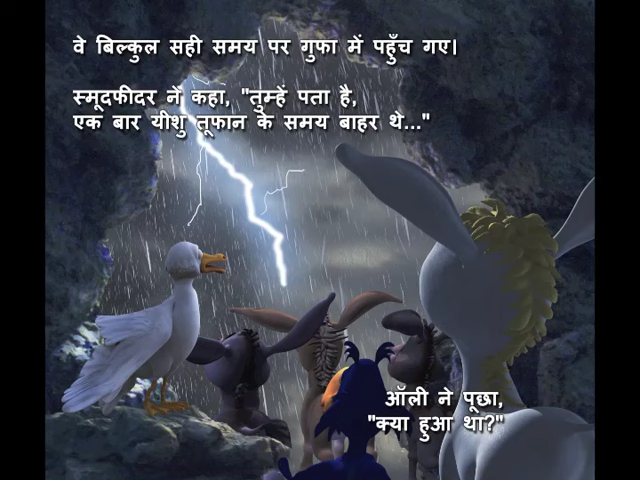 वे बिल्कुल सही समय पर गुफा में पहुँच गए।
स्मूदफीदर नें कहा, "तुम्हें पता है,
एक बार यीशु तूफान के समय बाहर थे..."
ऑली ने पूछा,
"क्या हुआ था?"